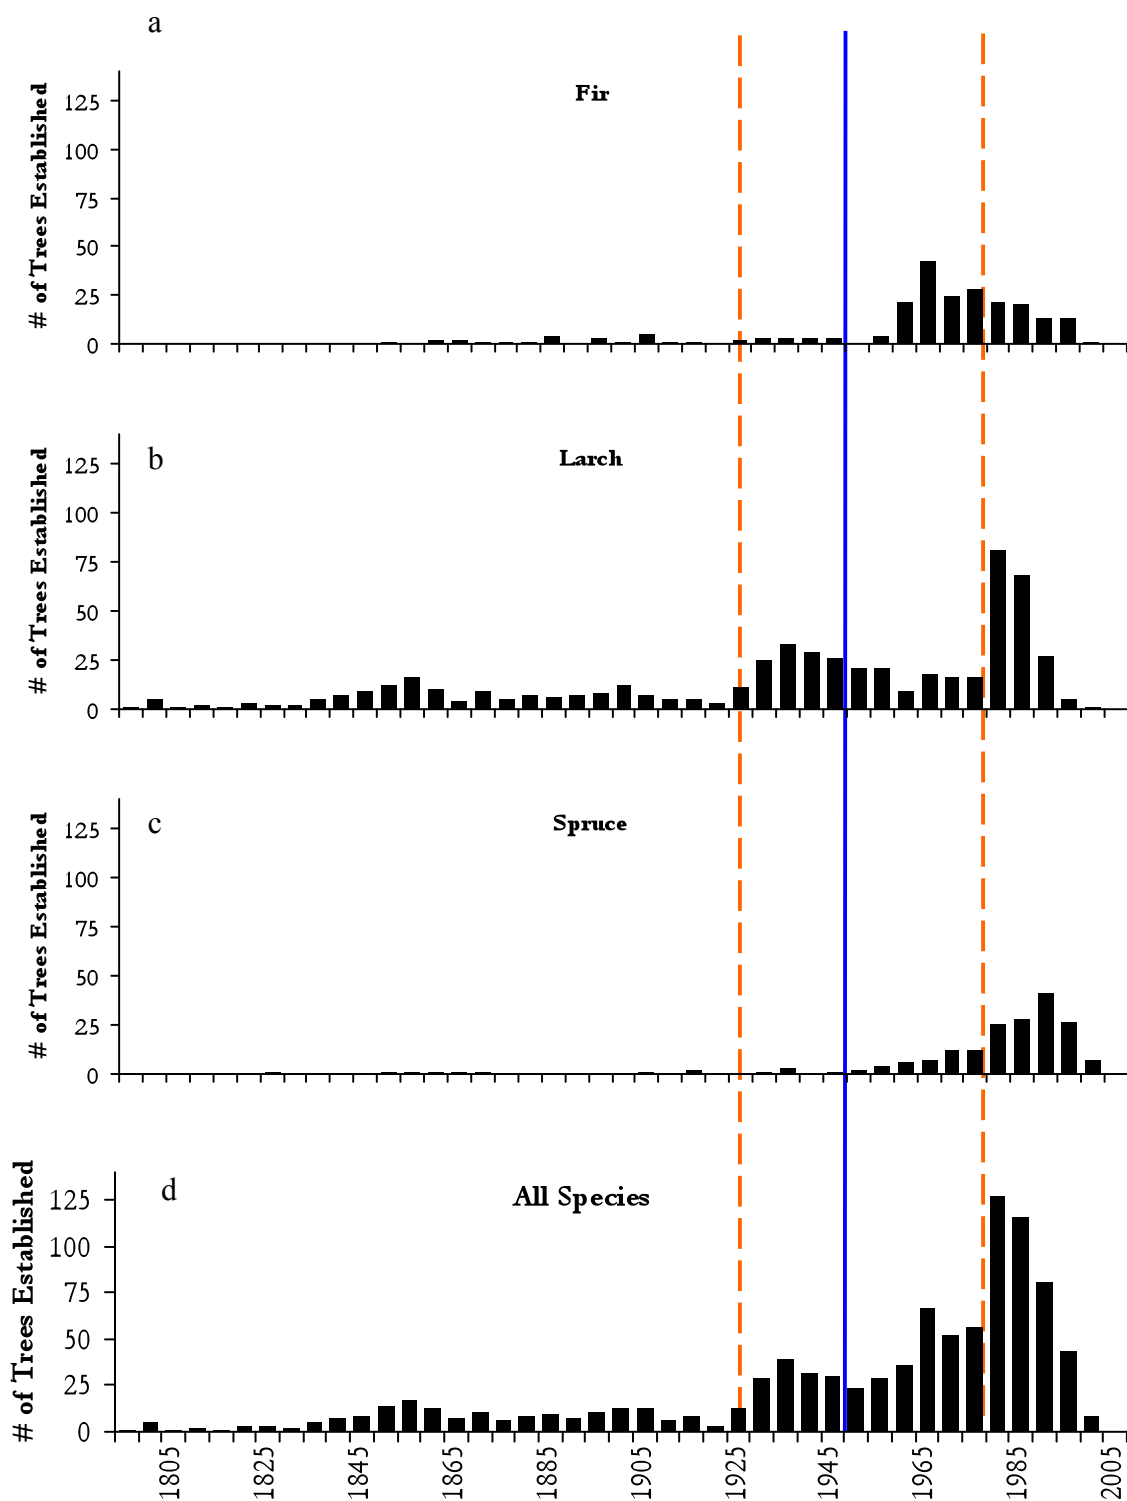 a
Fir
# of Trees Established
125
100
75
50
25
0
b
Larch
# of Trees Established
125
100
75
50
25
0
c
Spruce
# of Trees Established
125
100
75
50
25
0
d
All Species
# of Trees Established
125
100
75
50
25
0
1805 1825 1845 1865 1885 1905 1925 1945 1965 1985 2005